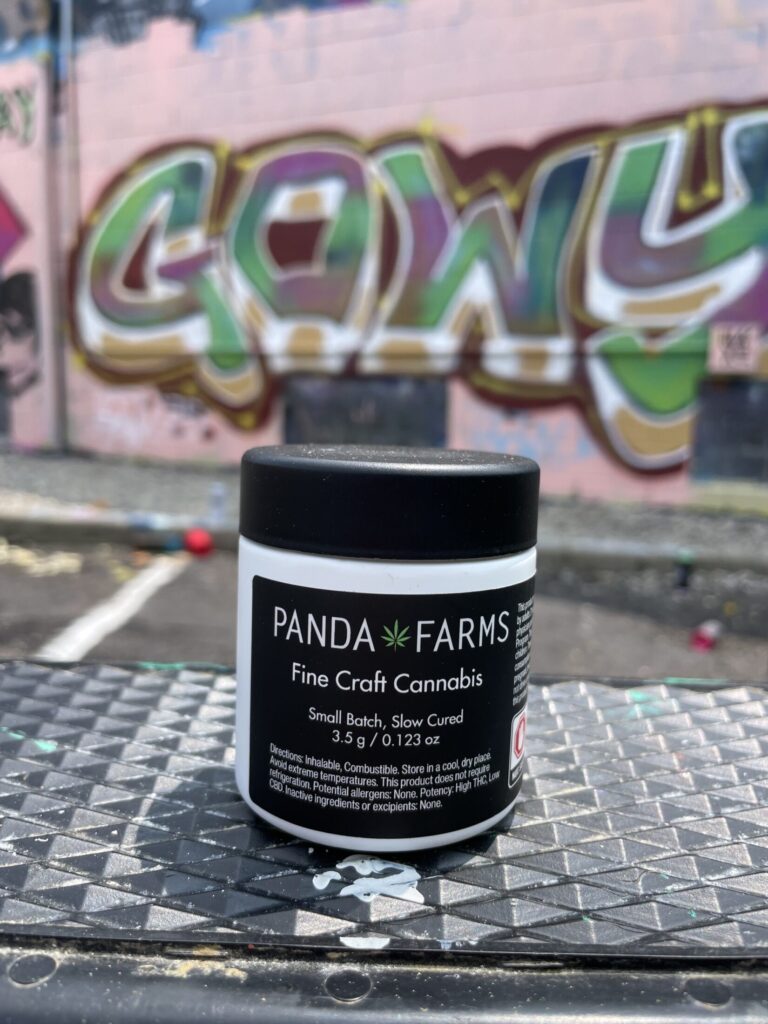 GOWY
PANDA FARMS
Fine Craft Cannabis
Small Batch, Slow Cured
3.5 g / 0.123 oz
Directions: Inhalable, Combustible. Store in a cool, dry place.
Avoid extreme temperatures. This product does not require
refrigeration. Potential allergens: None. Potency: High THC, Low
CBD. Inactive ingredients or excipients: None.